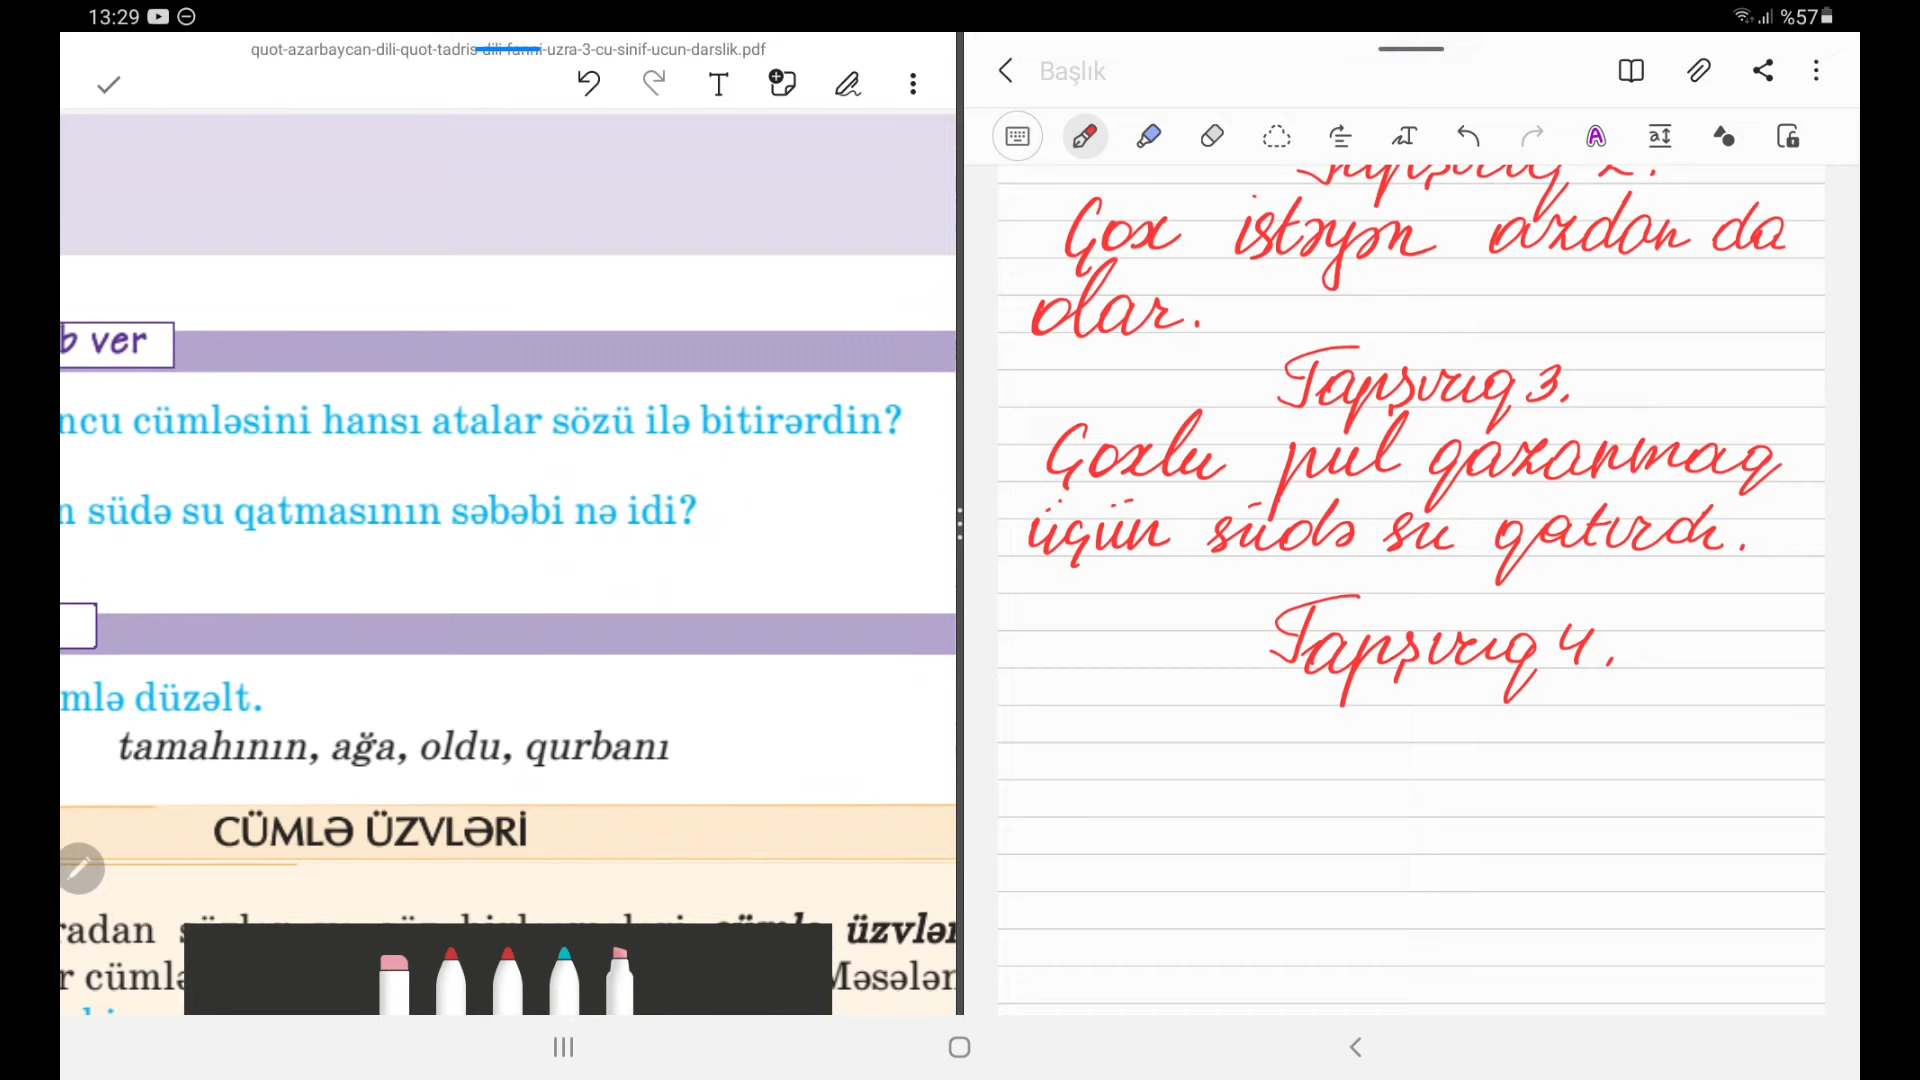 13:29
%57
quot-azarbaycan-dili-quot-tadris-dili-fanni-uzra-3-cu-sinif-ucun-darslik.pdf
T
b ver
ncu cümləsini hansı atalar sözü ilə bitirərdin?
n südə su qatmasının səbəbi nə idi?
mlə düzəlt.
tamahının, ağa, oldu, qurbanı
CÜMLƏ ÜZVLƏRİ
radan üzvlər
r cümlə Məsələn
Başlık
Tapşırıq 2.
Çox istəyən azdan da
olar.
Tapşırıq 3.
Çoxlu pul qazanmaq
üçün südə su qatırdı.
Tapşırıq 4.